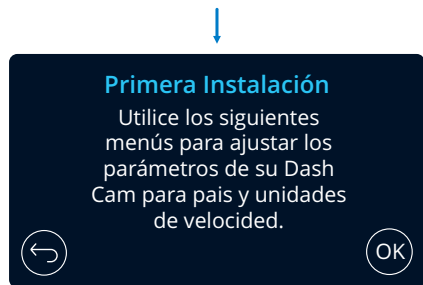 Primera Instalación
Utilice los siguientes
menús para ajustar los
parámetros de su Dash
Cam para pais y unidades
de velocided.
OK